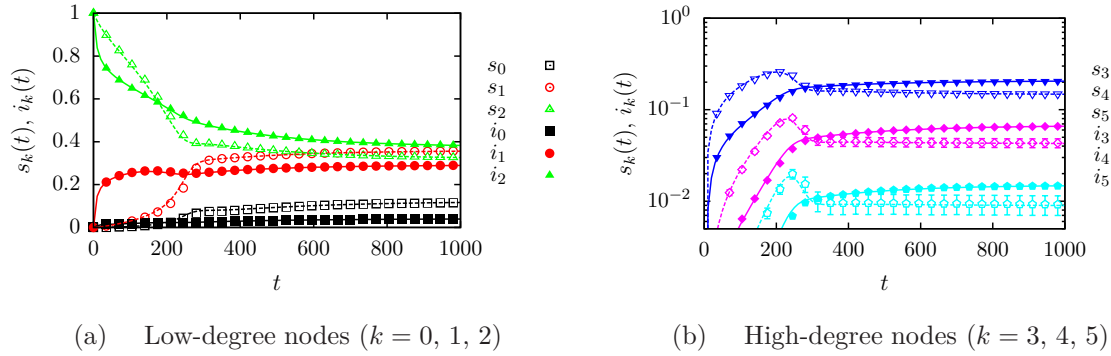 1
0.8
0.6
0.4
0.2
0
s_k(t), i_k(t)
0 200 400 600 800 1000
t
s_0
s_1
s_2
i_0
i_1
i_2
(a) Low-degree nodes (k = 0, 1, 2)
10^0
10^{-1}
10^{-2}
s_k(t), i_k(t)
0 200 400 600 800 1000
t
s_3
s_4
s_5
i_3
i_4
i_5
(b) High-degree nodes (k = 3, 4, 5)